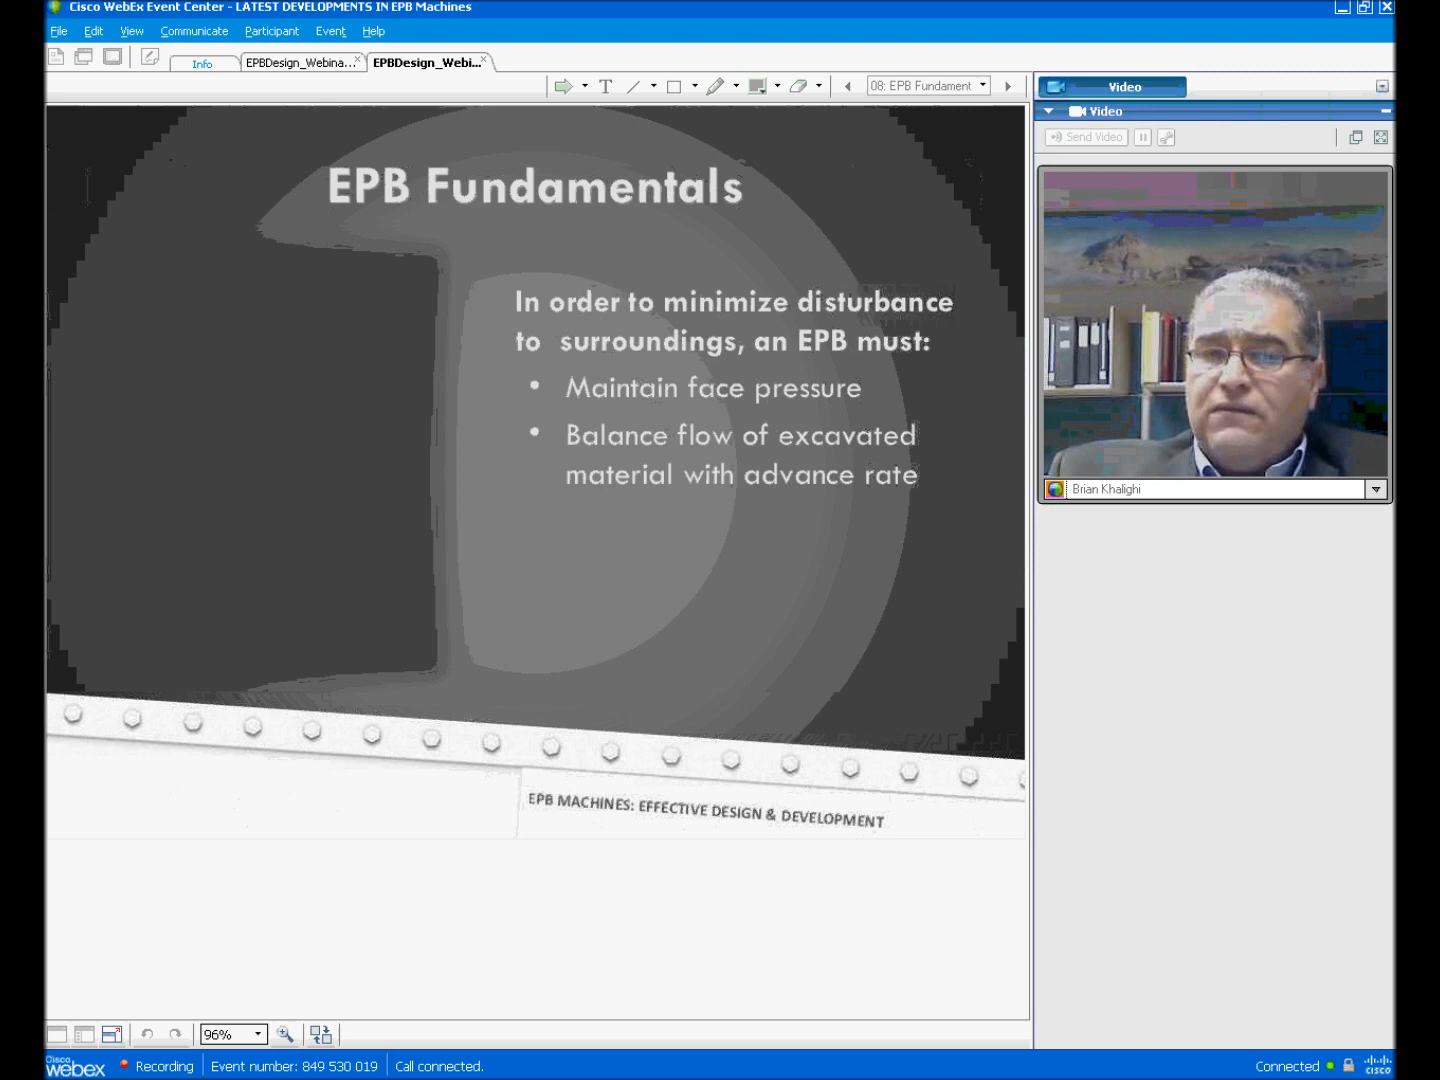 Cisco WebEx Event Center - LATEST DEVELOPMENTS IN EPB Machines
File Edit View Communicate Participant Event Help
Info EPBDesign_Webina... EPBDesign_Webi...
T 08: EPB Fundament
Video
Video
Send Video
EPB Fundamentals
In order to minimize disturbance
to surroundings, an EPB must:
• Maintain face pressure
• Balance flow of excavated
material with advance rate
Brian Khalighi
EPB MACHINES: EFFECTIVE DESIGN & DEVELOPMENT
96%
Cisco webex Recording Event number: 849 530 019 Call connected. Connected CISCO